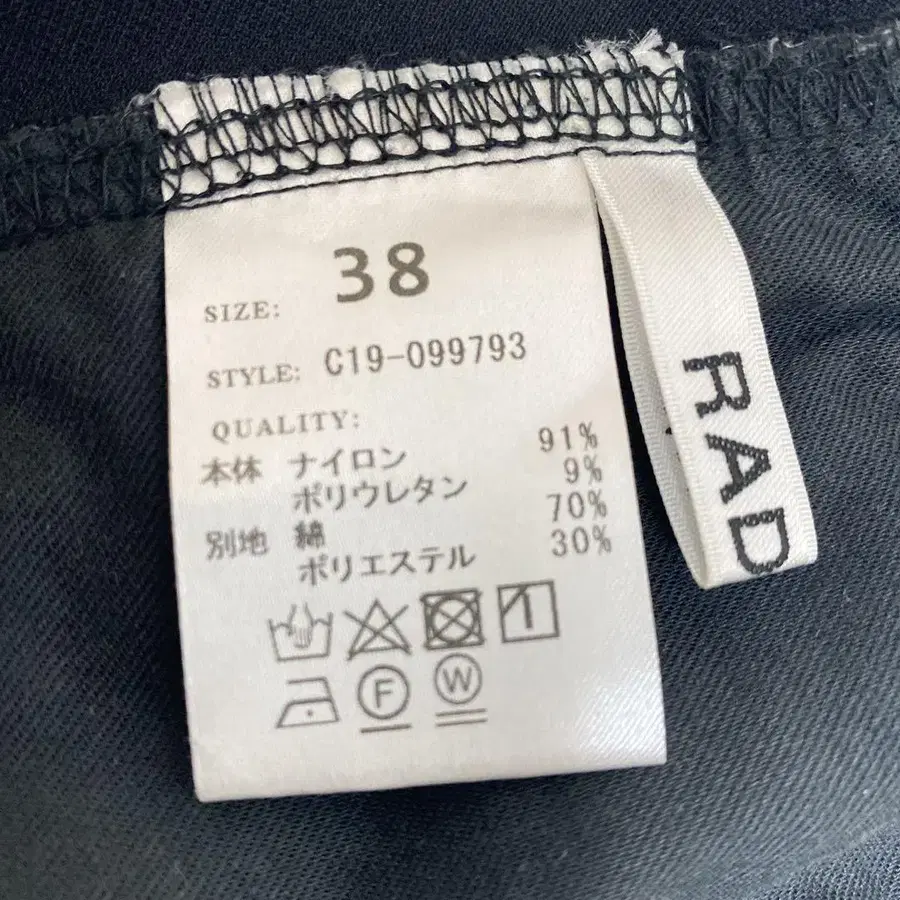 SIZE: 38
STYLE: C19-099793
QUALITY:
本体 ナイロン 91%
ポリウレタン 9%
別地 綿 70%
ポリエステル 30%
F W
RAD